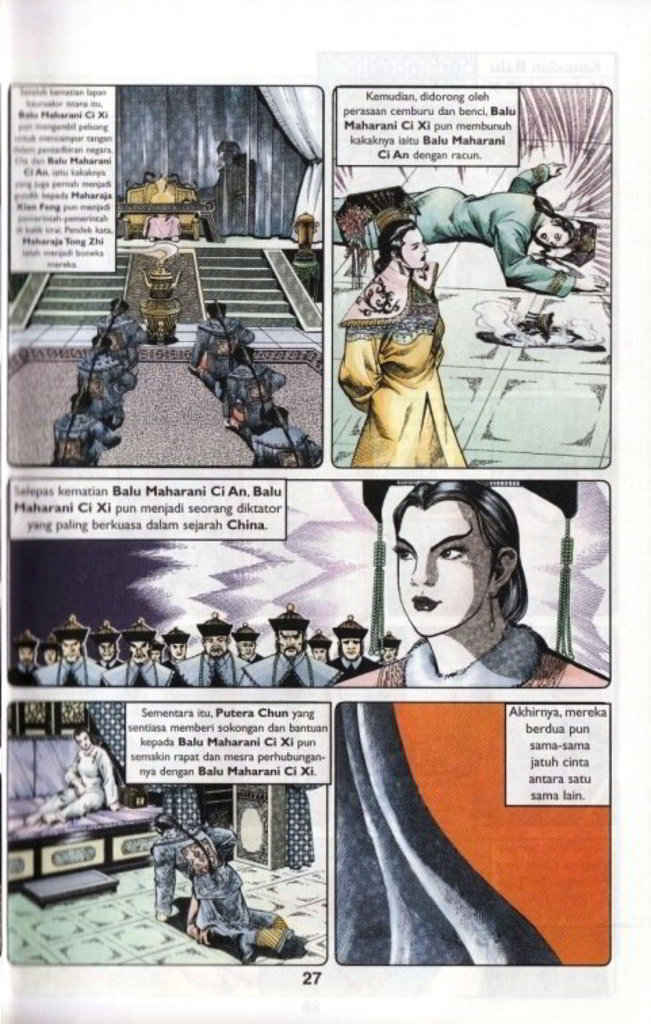 Setelah kematian lapan
kaunselor istana itu,
Balu Maharani Ci Xi
pun mengambil peluang
untuk mencampur tangan
dalam pentadbiran negara.
Dia dan Balu Maharani
Ci An, iaitu kakaknya
yang juga pernah menjadi
gundik kepada Maharaja
Xian Feng pun menjadi
pemerintah-pemerintah
di balik tirai. Pendek kata,
Maharaja Tong Zhi
telah menjadi boneka
mereka.
Kemudian, didorong oleh
perasaan cemburu dan benci, Balu
Maharani Ci Xi pun membunuh
kakaknya iaitu Balu Maharani
Ci An dengan racun.
Selepas kematian Balu Maharani Ci An, Balu
Maharani Ci Xi pun menjadi seorang diktator
yang paling berkuasa dalam sejarah China.
Sementara itu, Putera Chun yang
sentiasa memberi sokongan dan bantuan
kepada Balu Maharani Ci Xi pun
semakin rapat dan mesra perhubungan-
nya dengan Balu Maharani Ci Xi.
Akhirnya, mereka
berdua pun
sama-sama
jatuh cinta
antara satu
sama lain.
27